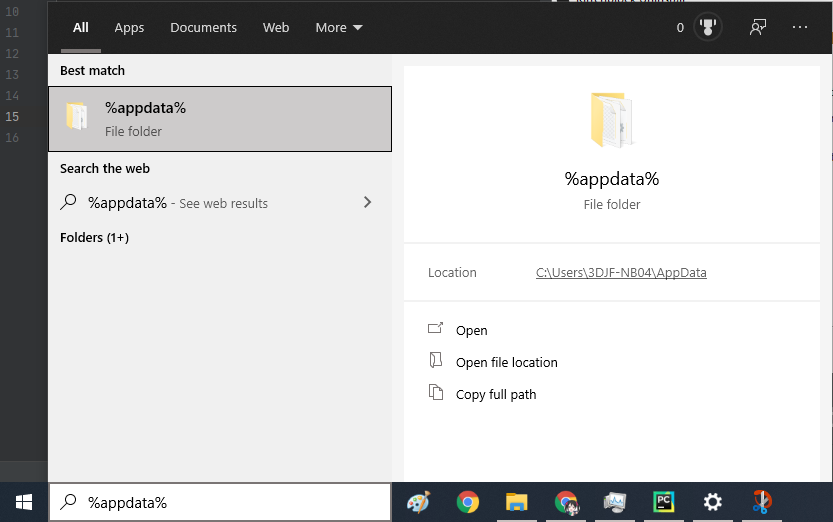 10
11
12
13
14
15
16
All Apps Documents Web More 0
Best match
%appdata%
File folder
Search the web
%appdata% - See web results
Folders (1+)
%appdata%
File folder
Location C:\Users\3DJF-NB04\AppData
Open
Open file location
Copy full path
%appdata%
PC